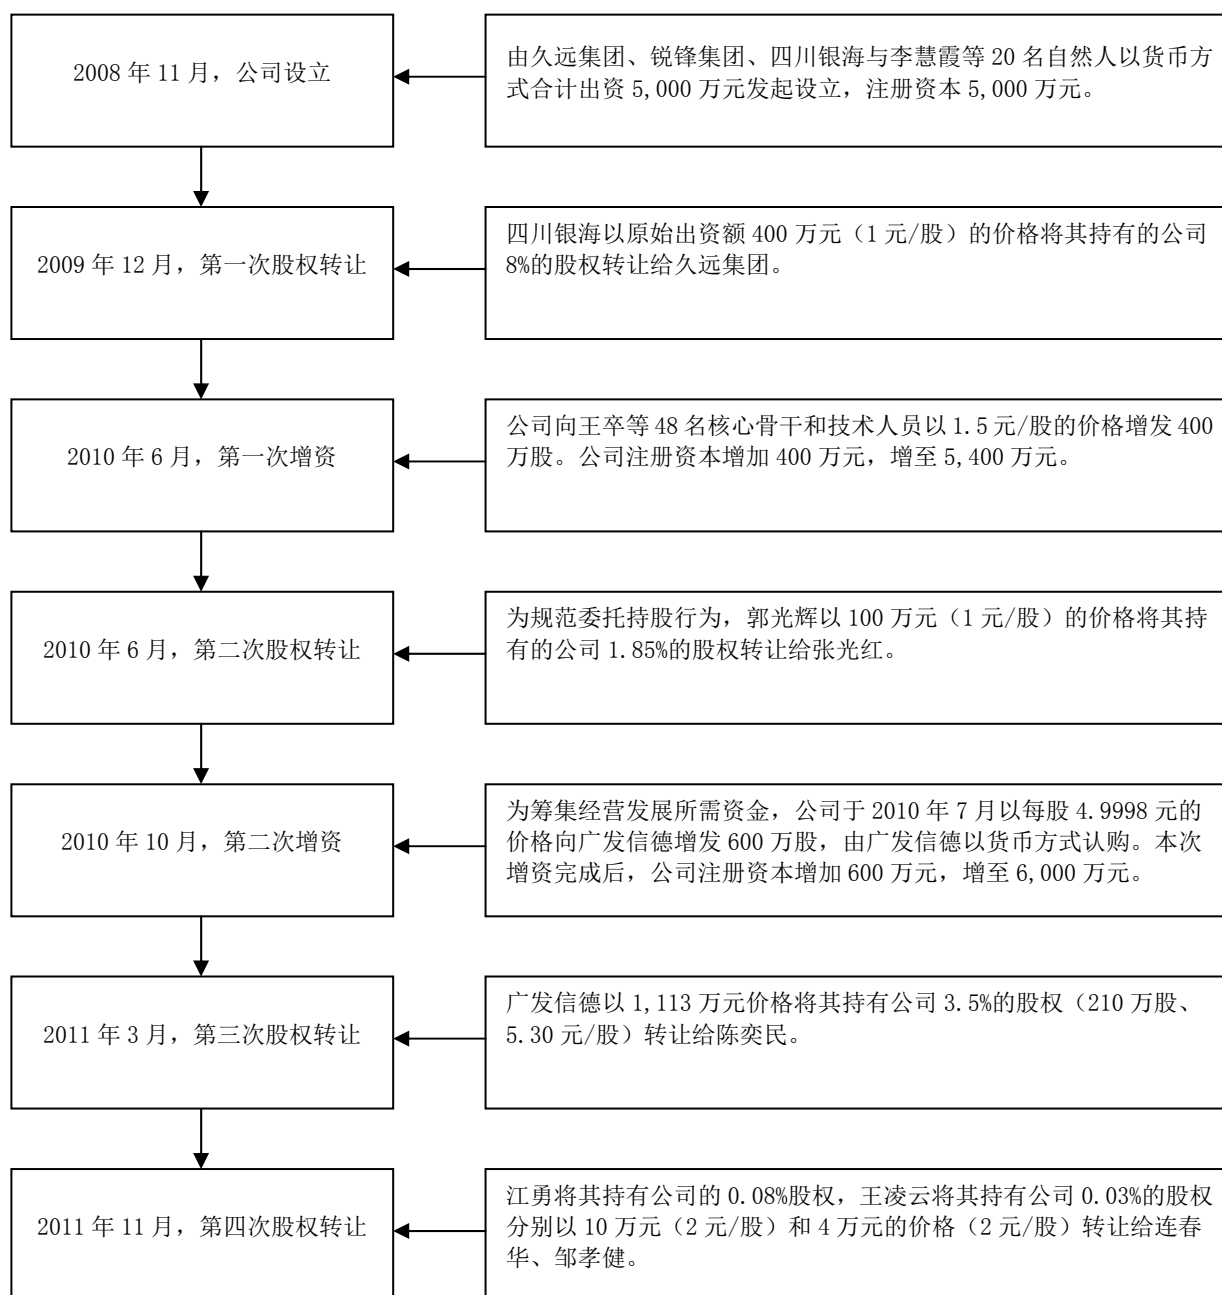 2008 年 11 月，公司设立
由久远集团、锐锋集团、四川银海与李慧霞等 20 名自然人以货币方
式合计出资 5,000 万元发起设立，注册资本 5,000 万元。
2009 年 12 月，第一次股权转让
四川银海以原始出资额 400 万元（1 元/股）的价格将其持有的公司
8%的股权转让给久远集团。
2010 年 6 月，第一次增资
公司向王卒等 48 名核心骨干和技术人员以 1.5 元/股的价格增发 400
万股。公司注册资本增加 400 万元，增至 5,400 万元。
2010 年 6 月，第二次股权转让
为规范委托持股行为，郭光辉以 100 万元（1 元/股）的价格将其持
有的公司 1.85%的股权转让给张光红。
2010 年 10 月，第二次增资
为筹集经营发展所需资金，公司于 2010 年 7 月以每股 4.9998 元的
价格向广发信德增发 600 万股，由广发信德以货币方式认购。本次
增资完成后，公司注册资本增加 600 万元，增至 6,000 万元。
2011 年 3 月，第三次股权转让
广发信德以 1,113 万元价格将其持有公司 3.5%的股权（210 万股、
5.30 元/股）转让给陈奕民。
2011 年 11 月，第四次股权转让
江勇将其持有公司的 0.08%股权，王凌云将其持有公司 0.03%的股权
分别以 10 万元（2 元/股）和 4 万元的价格（2 元/股）转让给连春
华、邹孝健。